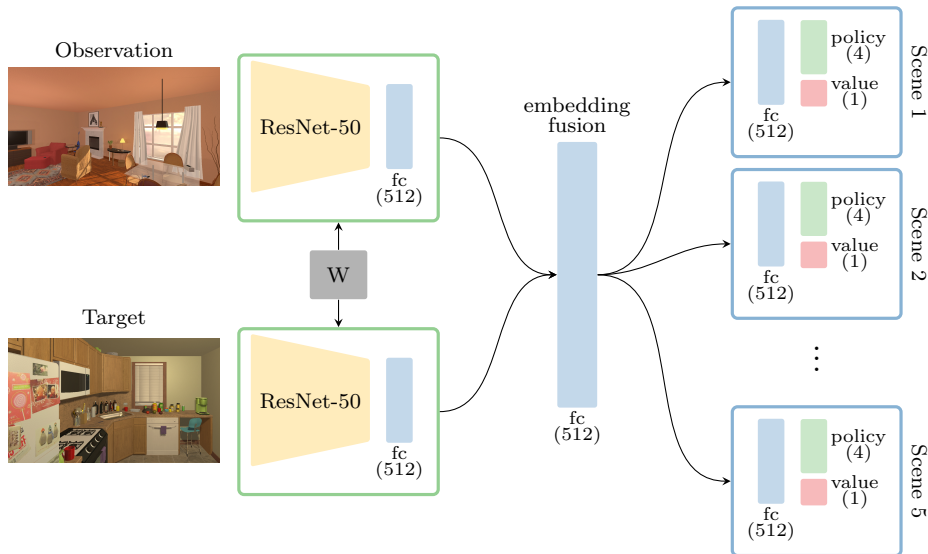 Observation
ResNet-50
fc
(512)
W
Target
ResNet-50
fc
(512)
embedding
fusion
fc
(512)
fc
(512)
policy
(4)
value
(1)
Scene 1
fc
(512)
policy
(4)
value
(1)
Scene 2
⋮
fc
(512)
policy
(4)
value
(1)
Scene 5